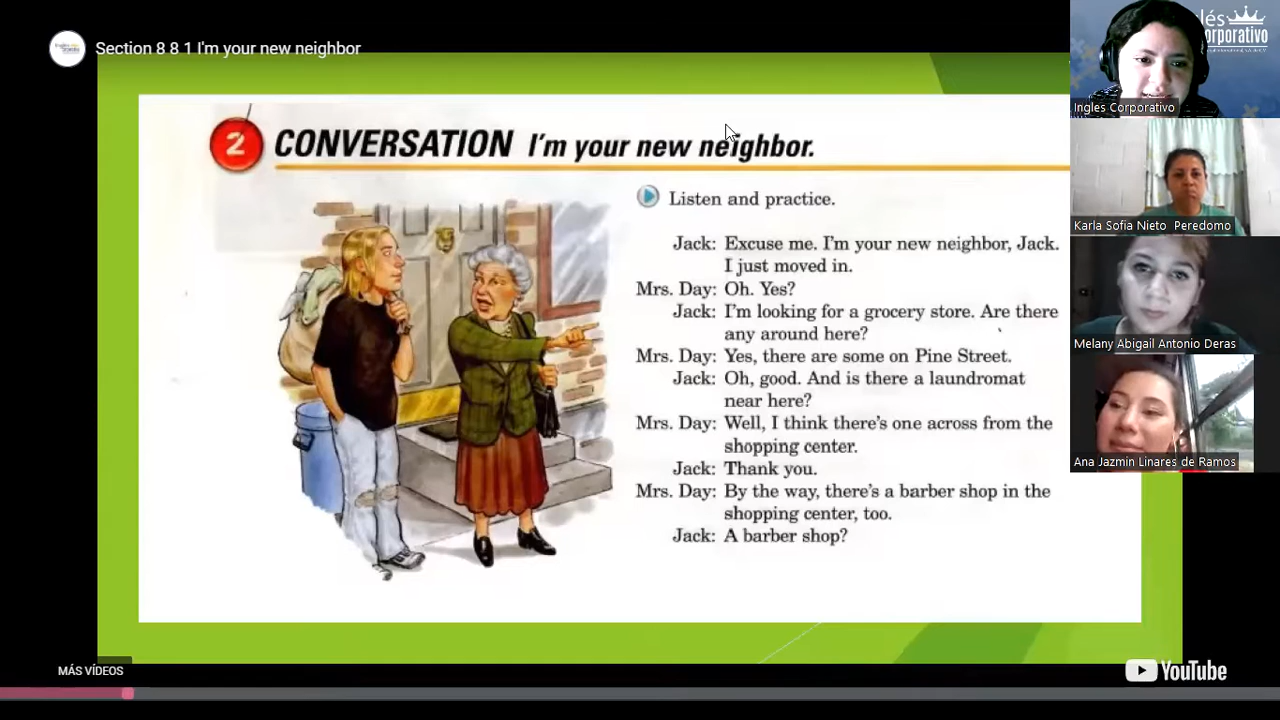 Section 8 8 1 I'm your new neighbor
2 CONVERSATION I'm your new neighbor.
Listen and practice.
Jack: Excuse me. I'm your new neighbor, Jack.
I just moved in.
Mrs. Day: Oh. Yes?
Jack: I'm looking for a grocery store. Are there
any around here?
Mrs. Day: Yes, there are some on Pine Street.
Jack: Oh, good. And is there a laundromat
near here?
Mrs. Day: Well, I think there's one across from the
shopping center.
Jack: Thank you.
Mrs. Day: By the way, there's a barber shop in the
shopping center, too.
Jack: A barber shop?
lés
orporativo
Ingles Corporativo
Karla Sofia Nieto Peredomo
Melany Abigail Antonio Deras
Ana Jazmin Linares de Ramos
MÁS VÍDEOS
YouTube